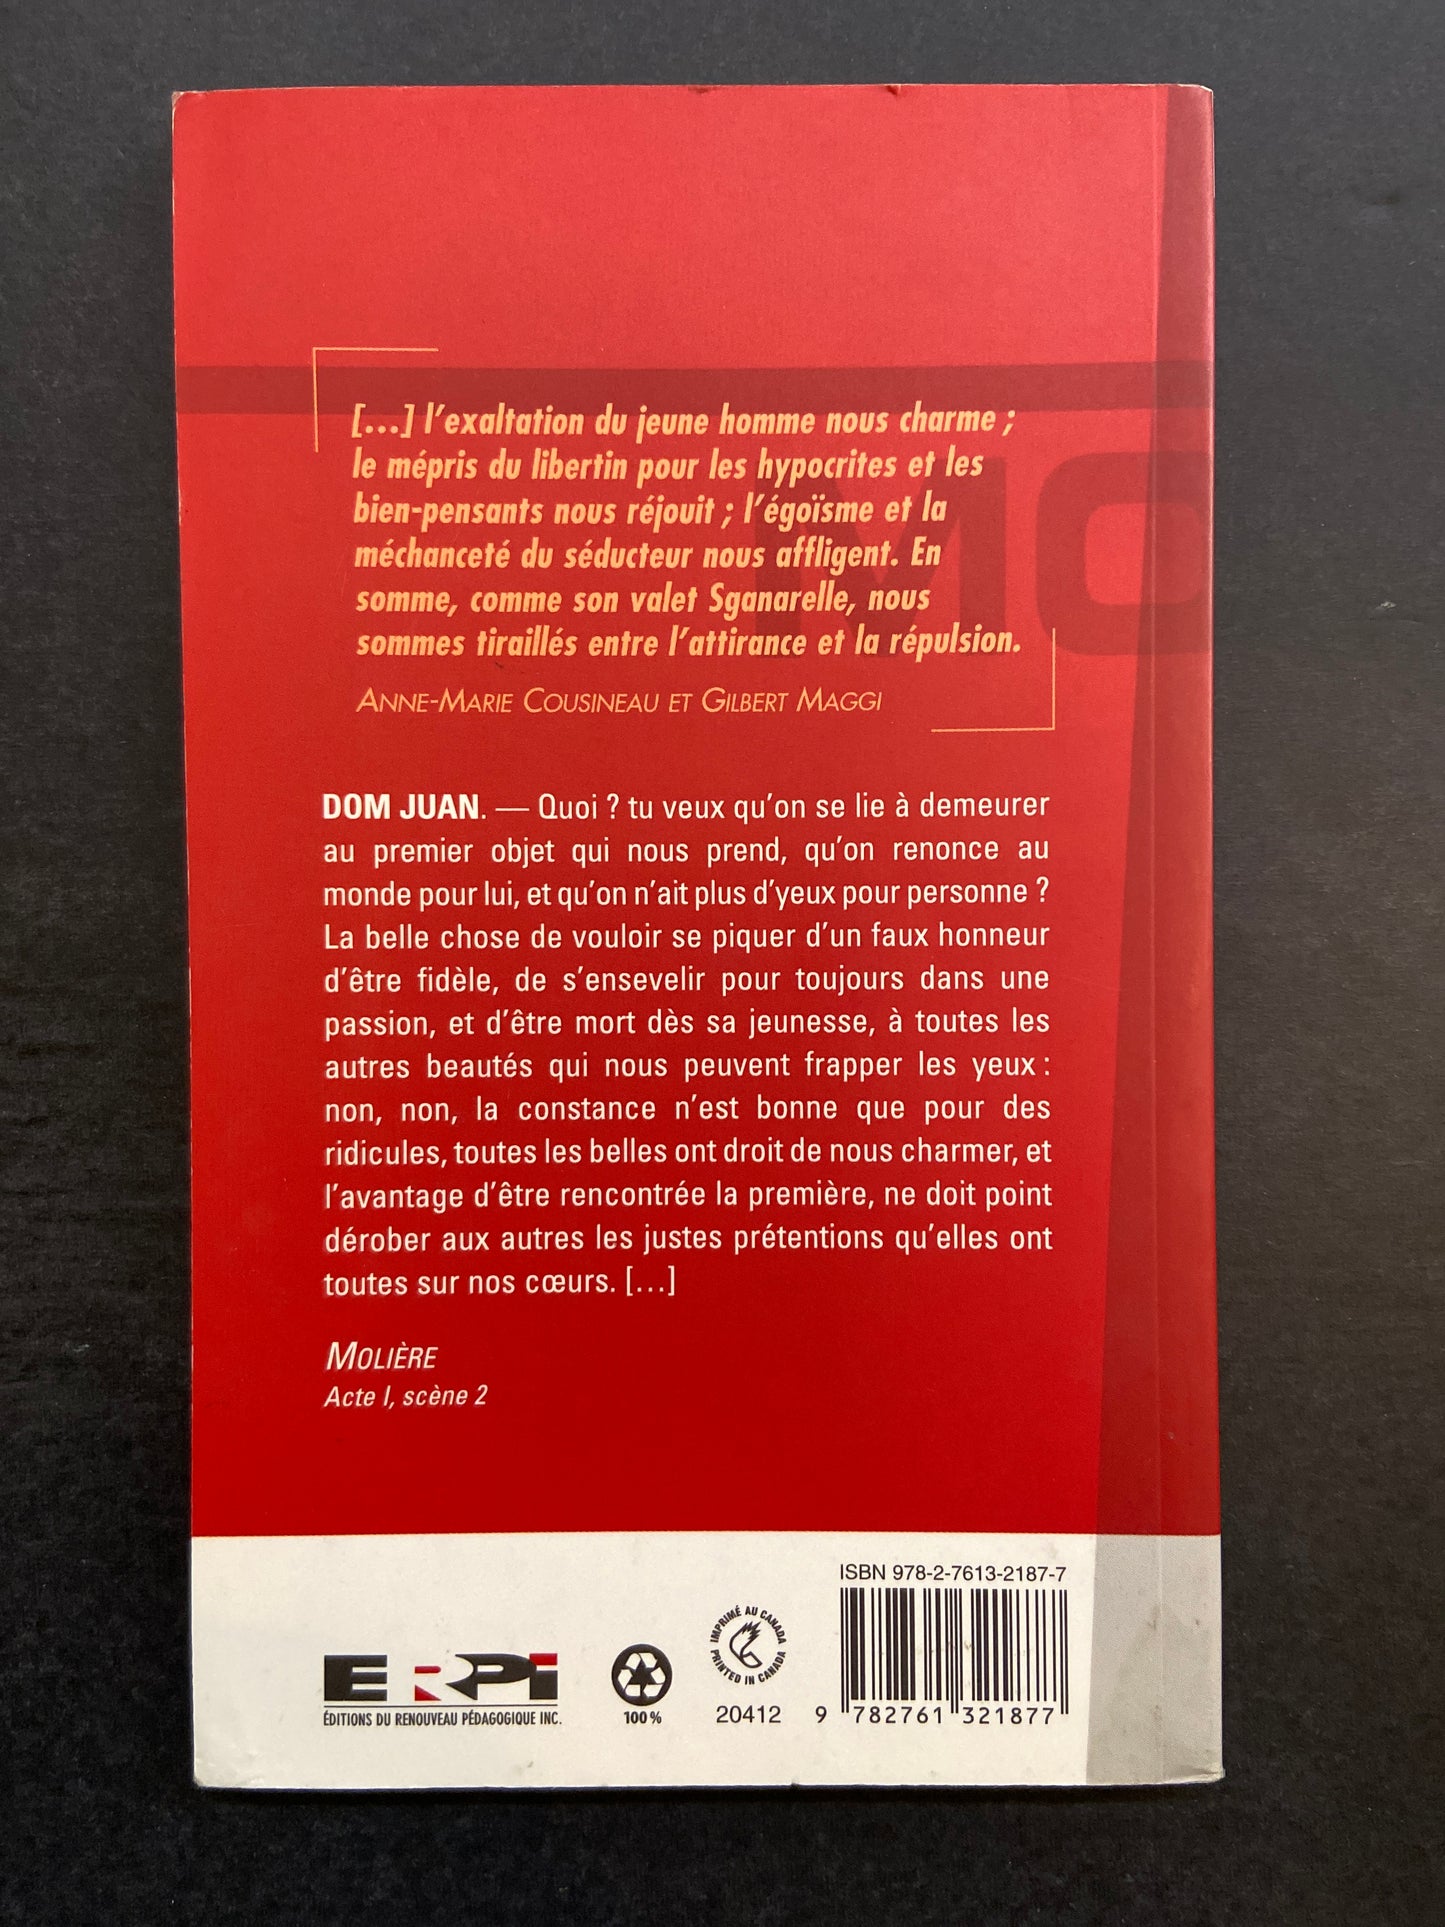 […] l'exaltation du jeune homme nous charme ;
le mépris du libertin pour les hypocrites et les
bien-pensants nous réjouit ; l'égoïsme et la
méchanceté du séducteur nous affligent. En
somme, comme son valet Sganarelle, nous
sommes tiraillés entre l'attirance et la répulsion.
ANNE-MARIE COUSINEAU ET GILBERT MAGGI
MO
DOM JUAN. — Quoi ? tu veux qu'on se lie à demeurer
au premier objet qui nous prend, qu'on renonce au
monde pour lui, et qu'on n'ait plus d'yeux pour personne ?
La belle chose de vouloir se piquer d'un faux honneur
d'être fidèle, de s'ensevelir pour toujours dans une
passion, et d'être mort dès sa jeunesse, à toutes les
autres beautés qui nous peuvent frapper les yeux :
non, non, la constance n'est bonne que pour des
ridicules, toutes les belles ont droit de nous charmer, et
l'avantage d'être rencontrée la première, ne doit point
dérober aux autres les justes prétentions qu'elles ont
toutes sur nos cœurs. […]
MOLIÈRE
Acte I, scène 2
ISBN 978-2-7613-2187-7
ERPI
ÉDITIONS DU RENOUVEAU PÉDAGOGIQUE INC.
100 %
IMPRIMÉ AU CANADA
PRINTED IN CANADA
20412
9 782761 321877